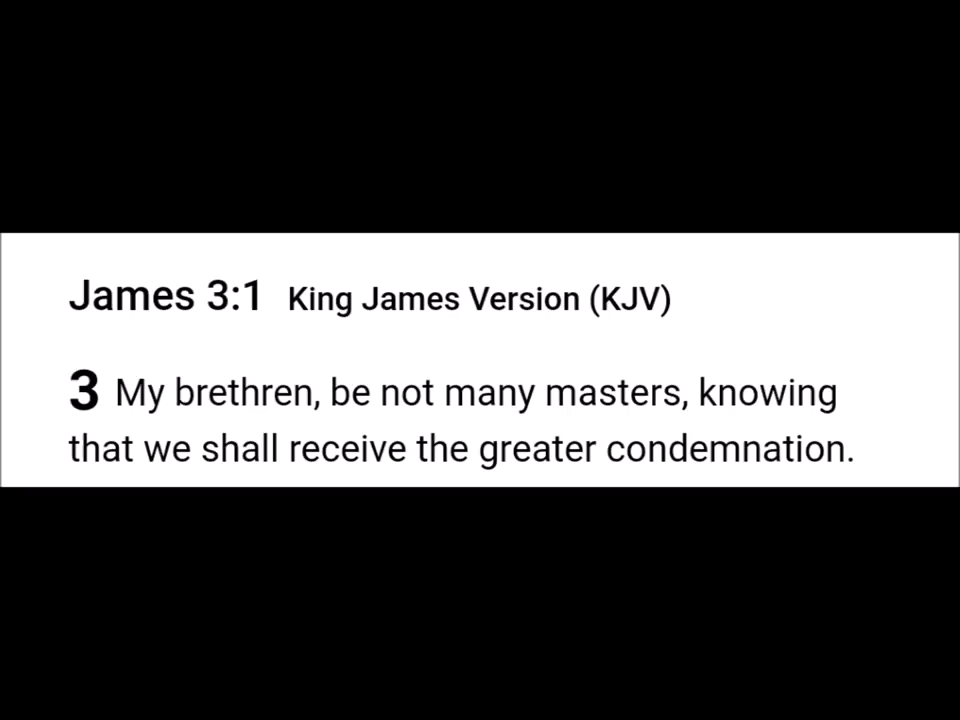 James 3:1 King James Version (KJV)
3 My brethren, be not many masters, knowing
that we shall receive the greater condemnation.